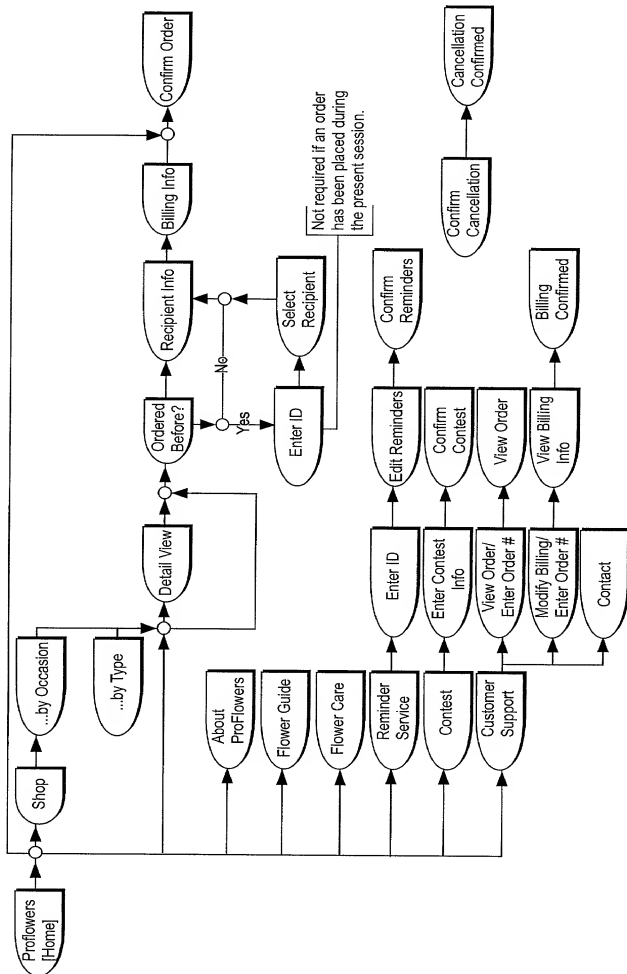 Proflowers
[Home]
Shop
...by Occasion
...by Type
Detail View
Ordered
Before?
Recipient Info
Billing Info
Confirm Order
No
Yes
Enter ID
Select
Recipient
Not required if an order
has been placed during
the present session.
About
ProFlowers
Flower Guide
Flower Care
Reminder
Service
Enter ID
Edit Reminders
Confirm
Reminders
Contest
Enter Contest
Info
Confirm
Contest
Customer
Support
View Order/
Enter Order #
View Order
Modify Billing/
Enter Order #
View Billing
Info
Billing
Confirmed
Contact
Confirm
Cancellation
Cancellation
Confirmed